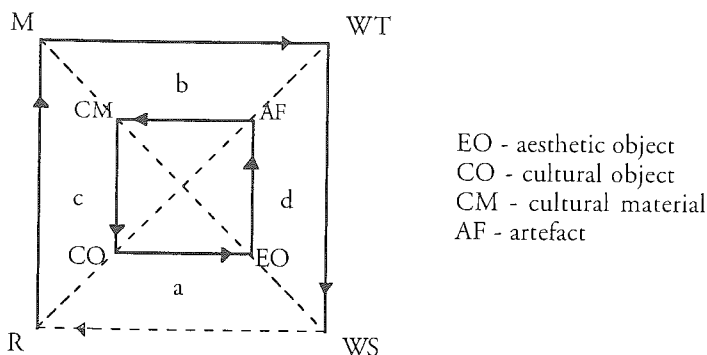 M
WT
b
CM
AF
c
d
CO
EO
a
R
WS
EO - aesthetic object
CO - cultural object
CM - cultural material
AF - artefact